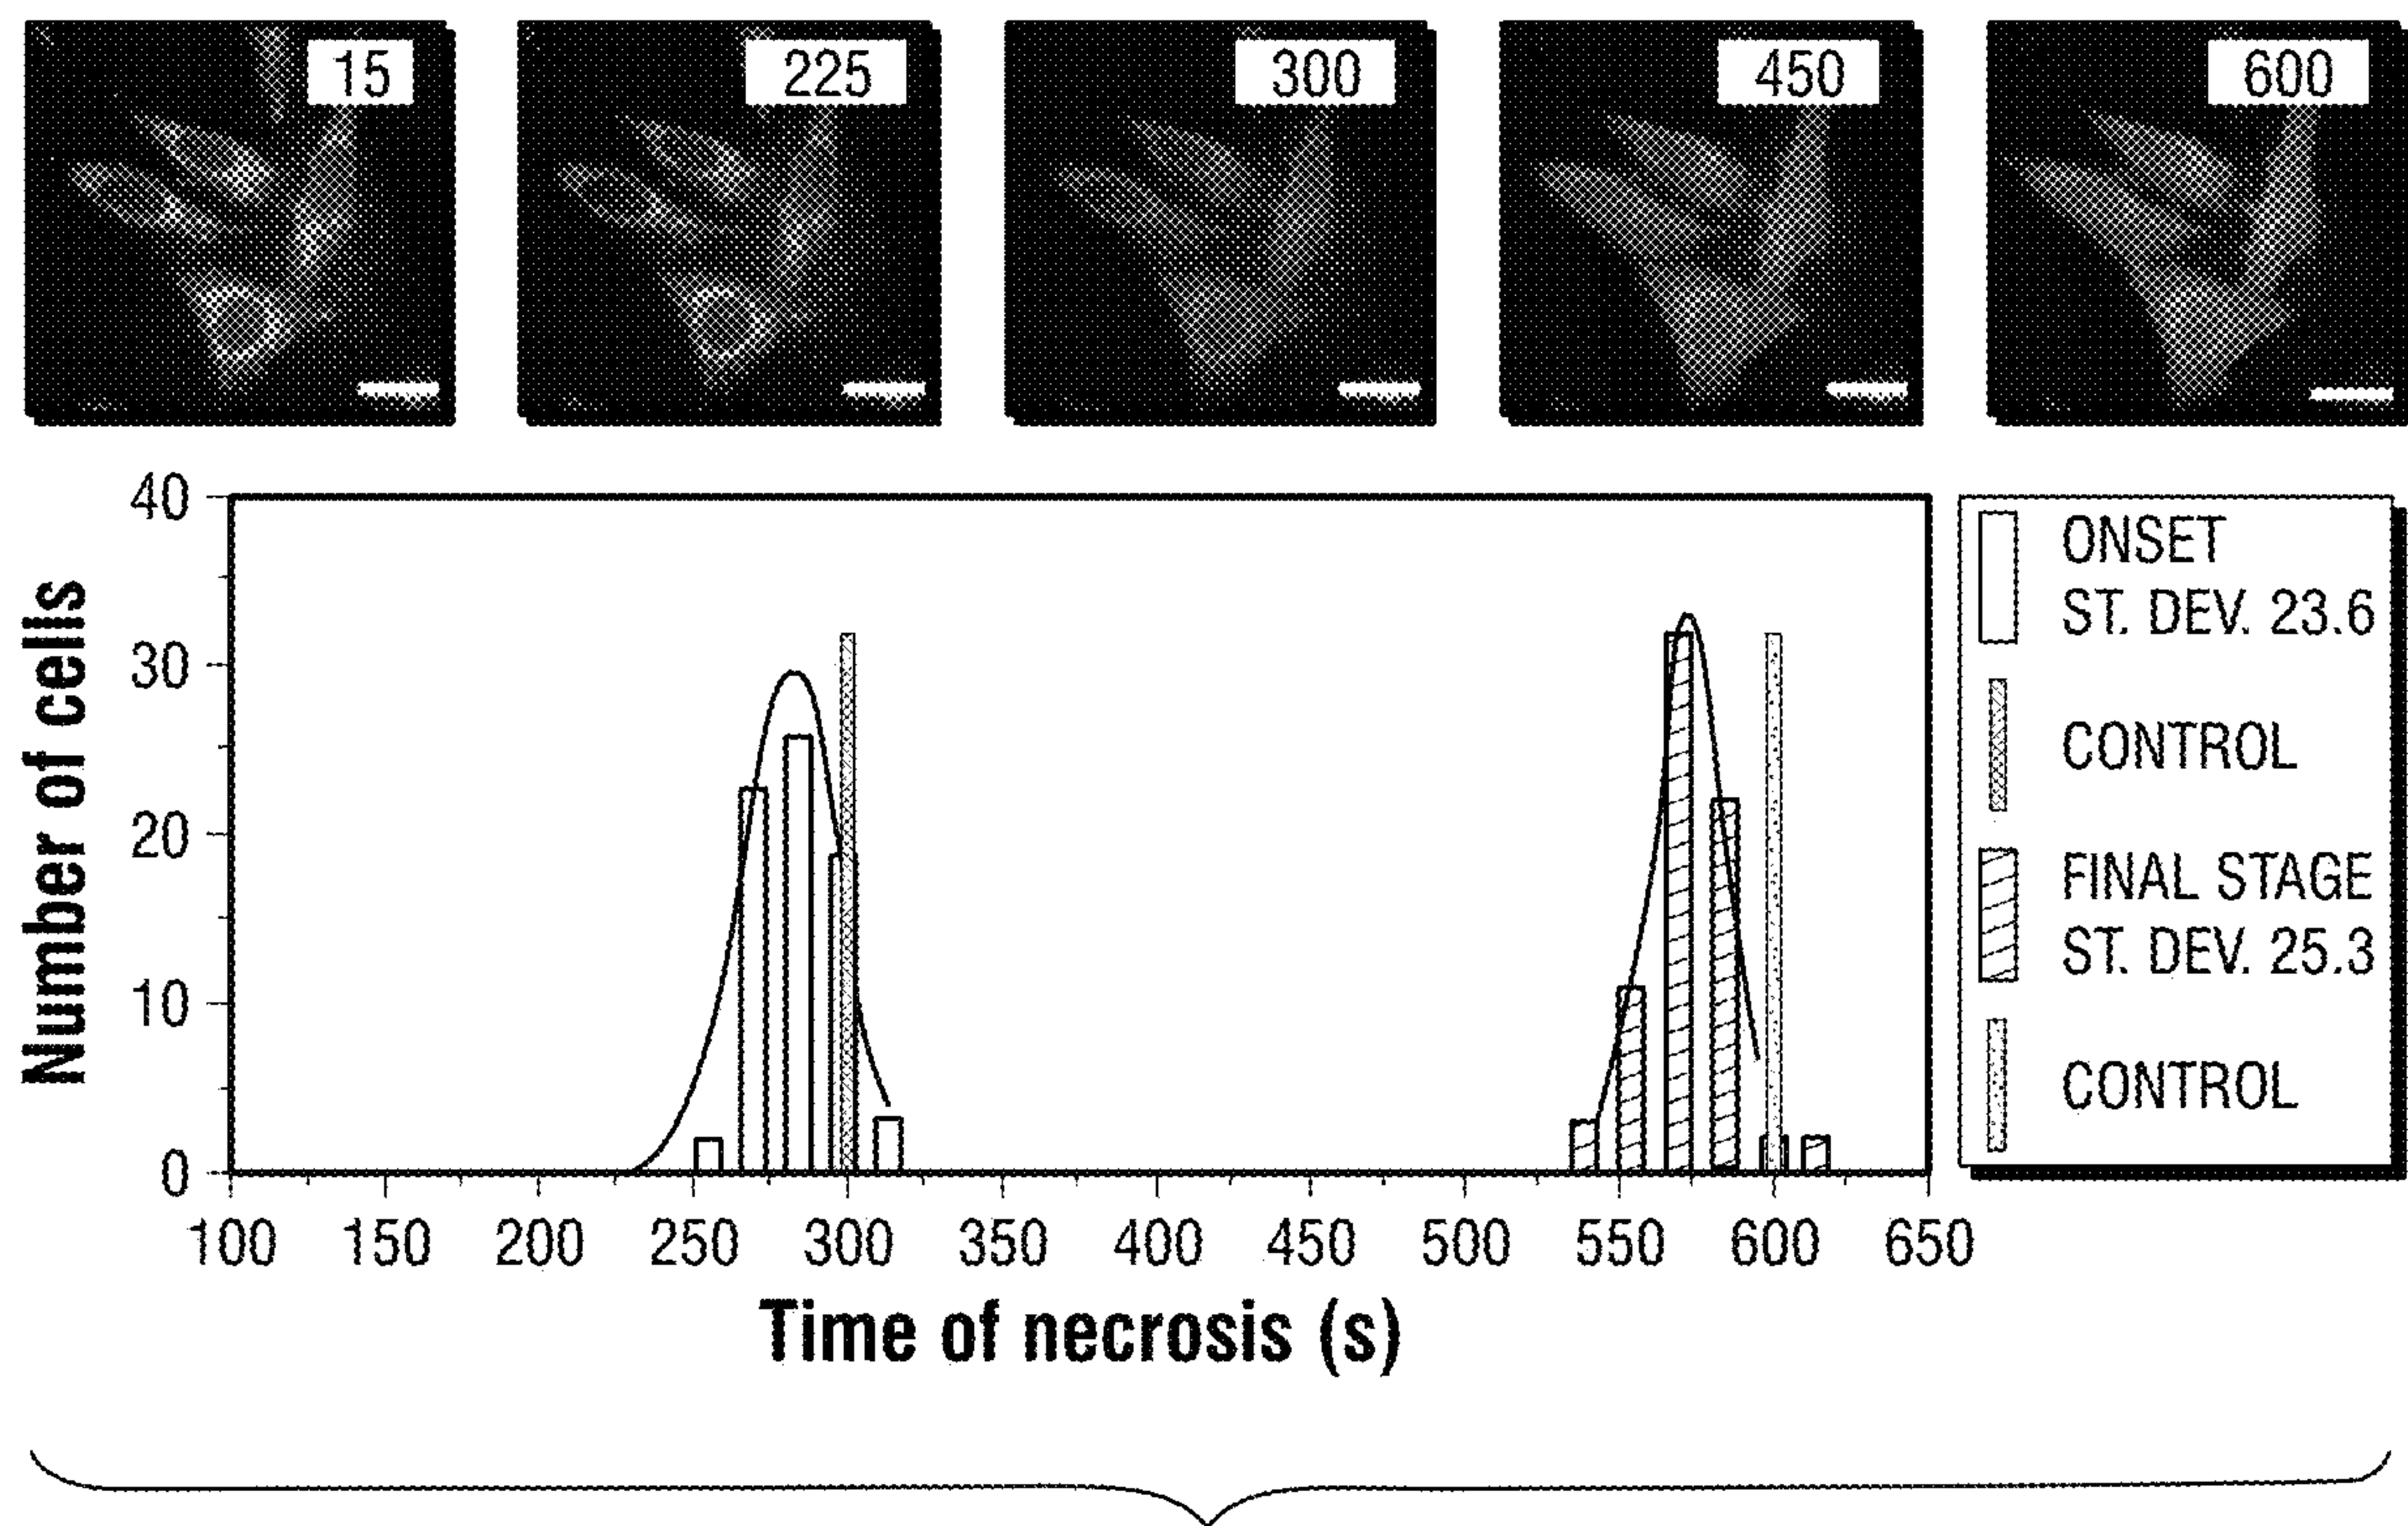 15
225
300
450
600
Number of cells
40
30
20
10
0
100 150 200 250 300 350 400 450 500 550 600 650
Time of necrosis (s)
ONSET
ST. DEV. 23.6
CONTROL
FINAL STAGE
ST. DEV. 25.3
CONTROL